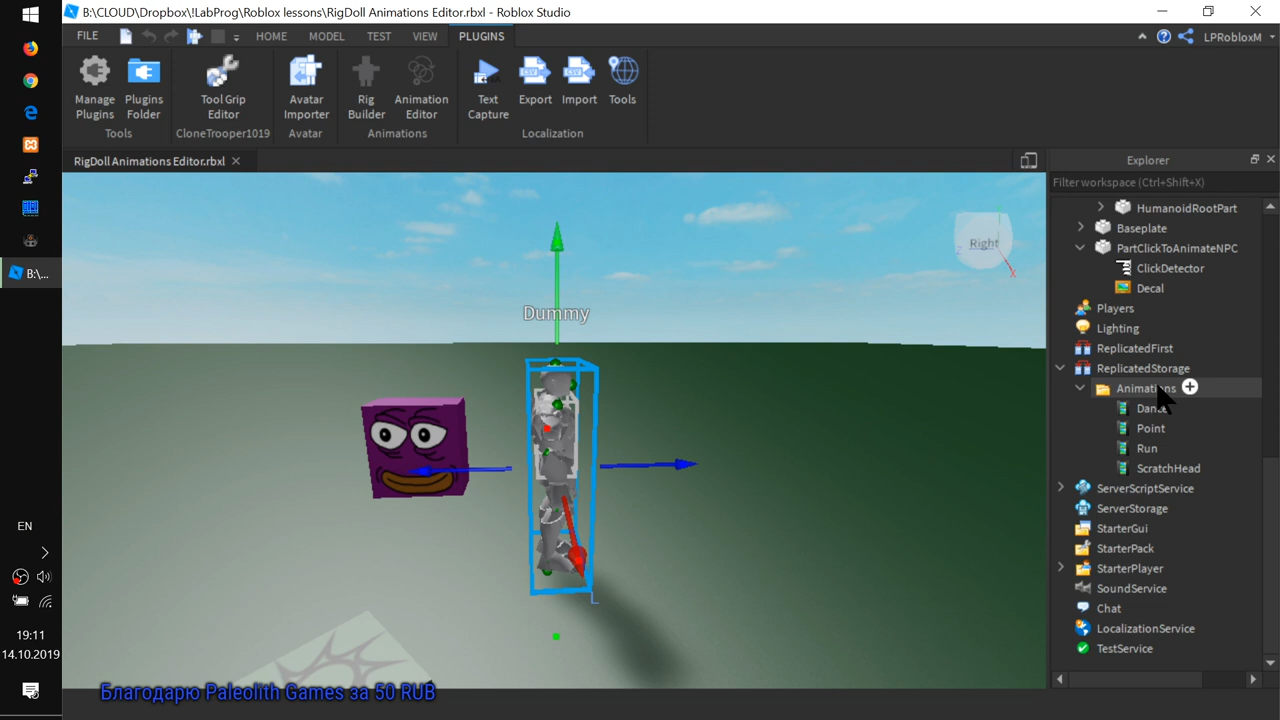 B:\CLOUD\Dropbox\!LabProg\Roblox lessons\RigDoll Animations Editor.rbxl - Roblox Studio
FILE HOME MODEL TEST VIEW PLUGINS LPRobloxM
Manage Plugins
Plugins Folder
Tool Grip Editor
Avatar Importer
Rig Builder
Animation Editor
Text Capture
Export
Import
Tools
Tools
CloneTrooper1019
Avatar
Animations
Localization
RigDoll Animations Editor.rbxl
Explorer
Filter workspace (Ctrl+Shift+X)
HumanoidRootPart
Baseplate
PartClickToAnimateNPC
ClickDetector
Decal
Players
Lighting
ReplicatedFirst
ReplicatedStorage
Animations
Point
Run
ScratchHead
ServerScriptService
ServerStorage
StarterGui
StarterPack
StarterPlayer
SoundService
Chat
LocalizationService
TestService
Right
X
Dummy
B:\...
EN
19:11
14.10.2019
Благодарю Paleolith Games за 50 RUB